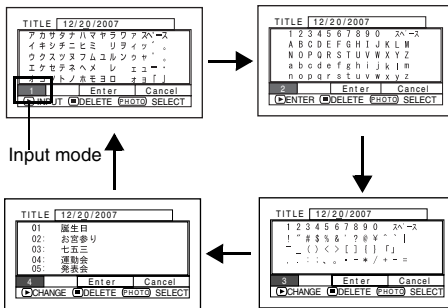 TITLE 12/20/2007
アカサタナハマヤラワァスペース
イキシチニヒミ リヲィッ゛。
ウクスツヌフムユルンゥャ゜、
エケセテネヘメ レ ェュー・
オコソトノホモヨロ ォョ「」
1 Enter Cancel
INPUT DELETE PHOTO SELECT
Input mode
TITLE 12/20/2007
1 2 3 4 5 6 7 8 9 0 スペース
A B C D E F G H I J K L M
N O P Q R S T U V W X Y Z
a b c d e f g h i j k l m
n o p q r s t u v w x y z
2 Enter Cancel
ENTER DELETE PHOTO SELECT
TITLE 12/20/2007
1 2 3 4 5 6 7 8 9 0 スペース
! " # $ % & ' ? @ ¥ ^ ` |
‾ _ ( ) < > [ ] { } 「」
. , : ; 、。 ・ - * / + - =
3 Enter Cancel
CHANGE DELETE PHOTO SELECT
TITLE 12/20/2007
01 誕生日
02: お宮参り
03: 七五三
04: 運動会
05: 発表会
4 Enter Cancel
CHANGE DELETE PHOTO SELECT